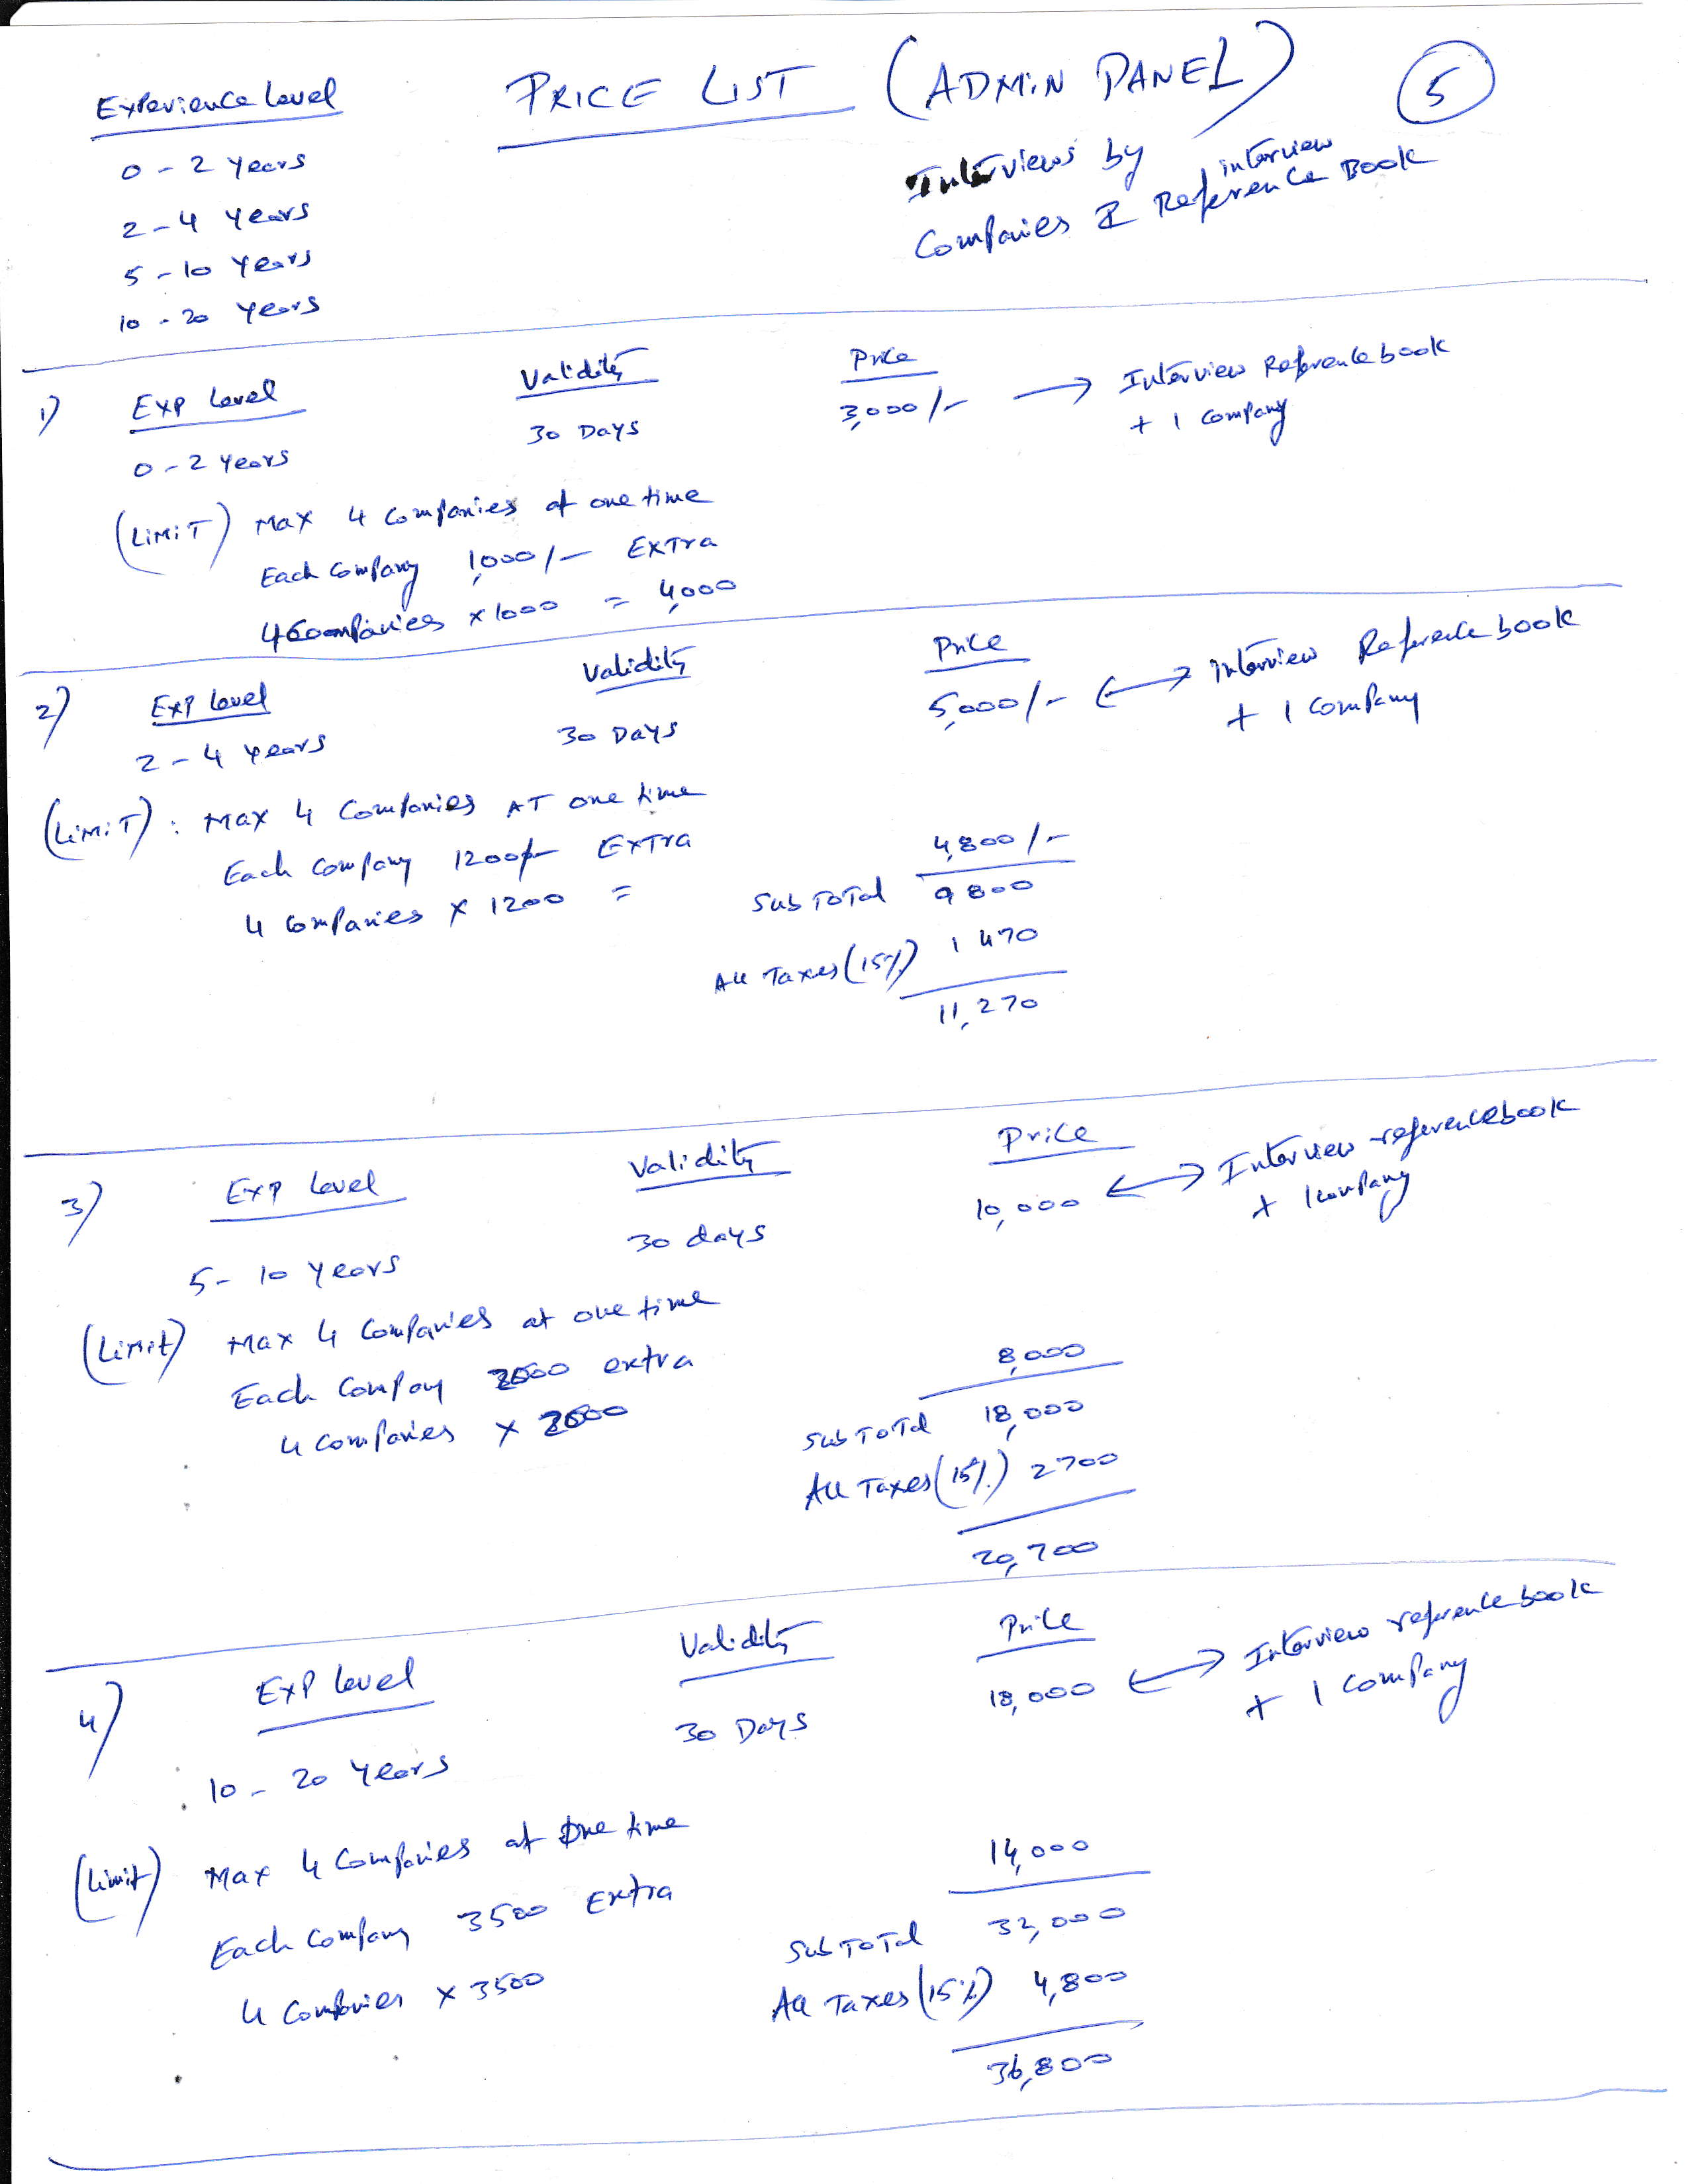 PRICE LIST (ADMIN PANEL) 5
Interviews by
Companies & Reference Book
interview
Experience Level
0 - 2 years
2 - 4 years
5 - 10 years
10 - 20 years
1) Exp Level Validity Price
0 - 2 years 30 Days 3,000/- → Interview Reference book
+ 1 company
(LIMIT) Max 4 Companies at one time
Each Company 1,000/- Extra
4 Companies x 1000 = 4,000
2) Exp level Validity Price
2 - 4 years 30 Days 5,000/- ↔ interview Reference book
+ 1 Company
(LIMIT) : Max 4 Companies AT one time
Each Company 1200/- Extra 4,800/-
4 Companies x 1200 = Sub Total 9800
All Taxes (15%) 1470
11,270
3) Exp Level Validity Price
5 - 10 years 30 days 10,000 ↔ Interview reference book
+ 1 company
(Limit) Max 4 Companies at one time
Each Company 2000 extra 8,000
4 Companies x 2000 Sub Total 18,000
All Taxes (15%) 2700
20,700
4) Exp level Validity Price
10 - 20 years 30 Days 18,000 ↔ Interview reference book
+ 1 Company
(Limit) Max 4 Companies at one time
Each Company 3500 Extra 14,000
4 Companies x 3500 Sub Total 32,000
All Taxes (15%) 4,800
36,800